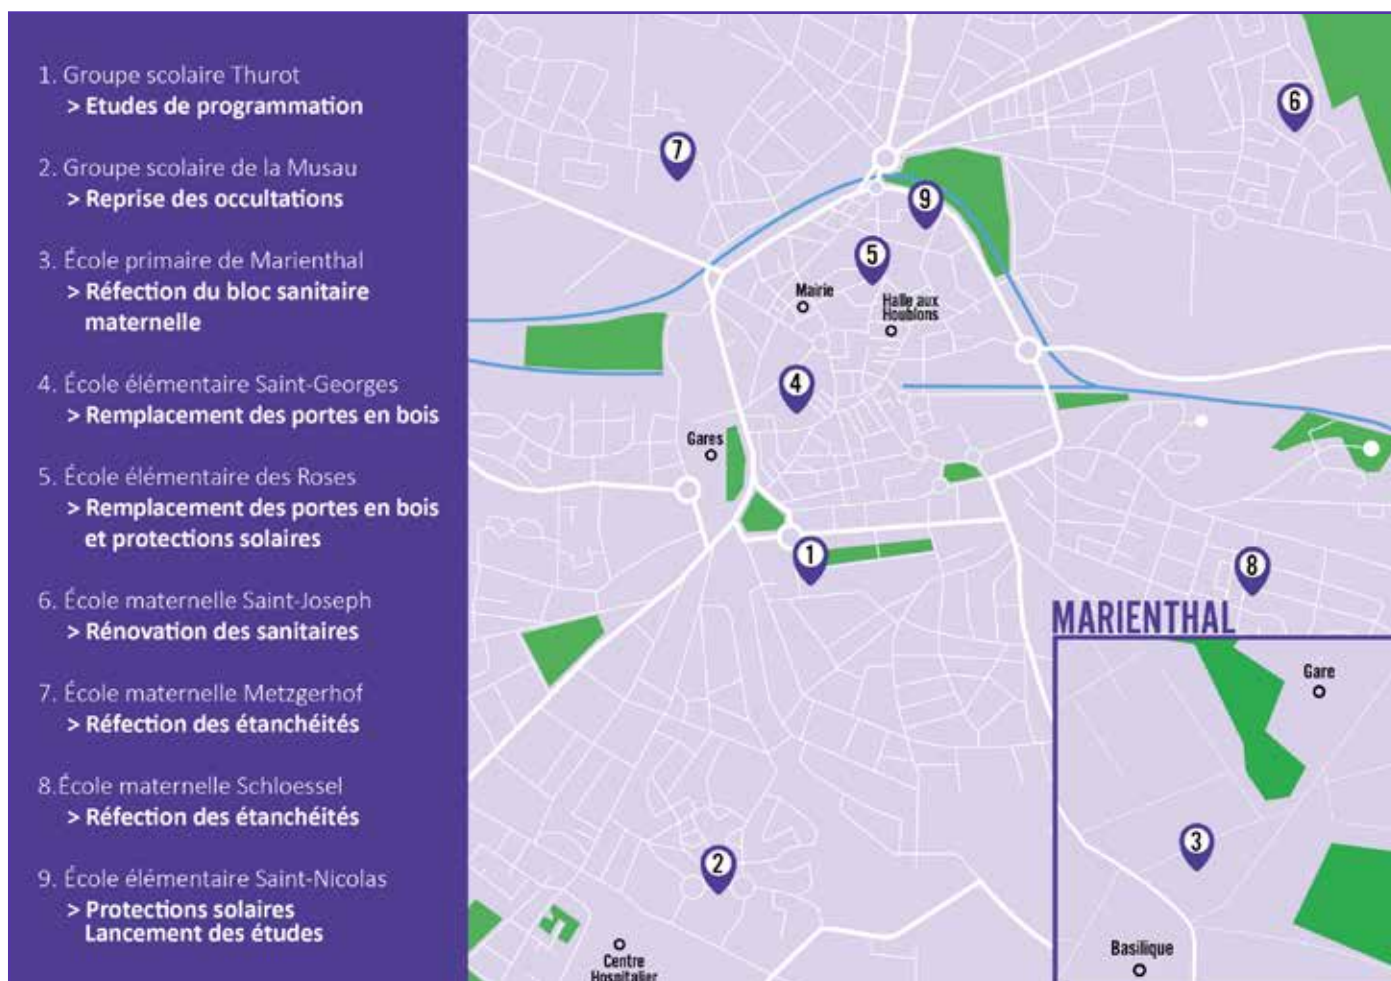 1. Groupe scolaire Thurot
> Etudes de programmation
2. Groupe scolaire de la Musau
> Reprise des occultations
3. École primaire de Marienthal
> Réfection du bloc sanitaire
maternelle
4. École élémentaire Saint-Georges
> Remplacement des portes en bois
5. École élémentaire des Roses
> Remplacement des portes en bois
et protections solaires
6. École maternelle Saint-Joseph
> Rénovation des sanitaires
7. École maternelle Metzgerhof
> Réfection des étanchéités
8.École maternelle Schloessel
> Réfection des étanchéités
9. École élémentaire Saint-Nicolas
> Protections solaires
Lancement des études
6
7
9
5
Mairie
Halle aux
Houblons
4
Gares
1
8
MARIENTHAL
Gare
3
2
Basilique
Centre
Hospitalier